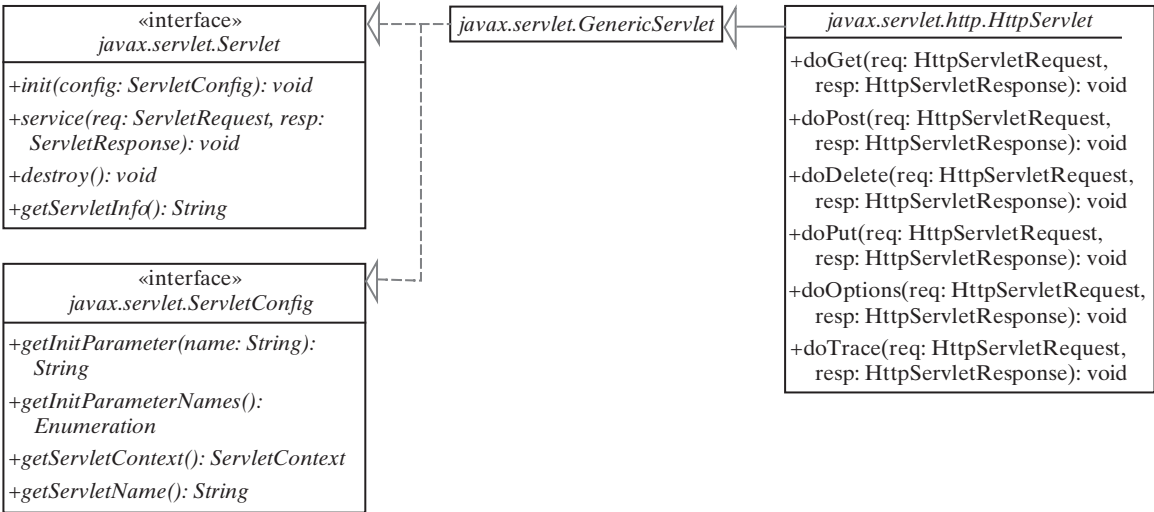 «interface»
javax.servlet.Servlet
+init(config: ServletConfig): void
+service(req: ServletRequest, resp:
ServletResponse): void
+destroy(): void
+getServletInfo(): String
«interface»
javax.servlet.ServletConfig
+getInitParameter(name: String):
String
+getInitParameterNames():
Enumeration
+getServletContext(): ServletContext
+getServletName(): String
javax.servlet.GenericServlet
javax.servlet.http.HttpServlet
+doGet(req: HttpServletRequest,
resp: HttpServletResponse): void
+doPost(req: HttpServletRequest,
resp: HttpServletResponse): void
+doDelete(req: HttpServletRequest,
resp: HttpServletResponse): void
+doPut(req: HttpServletRequest,
resp: HttpServletResponse): void
+doOptions(req: HttpServletRequest,
resp: HttpServletResponse): void
+doTrace(req: HttpServletRequest,
resp: HttpServletResponse): void